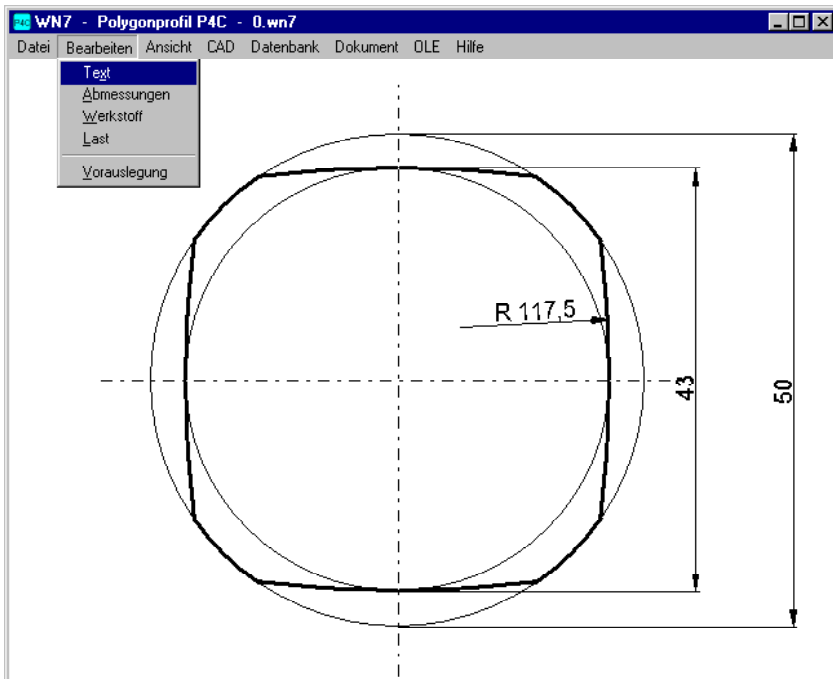 P4C WN7 - Polygonprofil P4C - 0.wn7
Datei Bearbeiten Ansicht CAD Datenbank Dokument OLE Hilfe
Text
Abmessungen
Werkstoff
Last
Vorauslegung
R 117,5
43
50